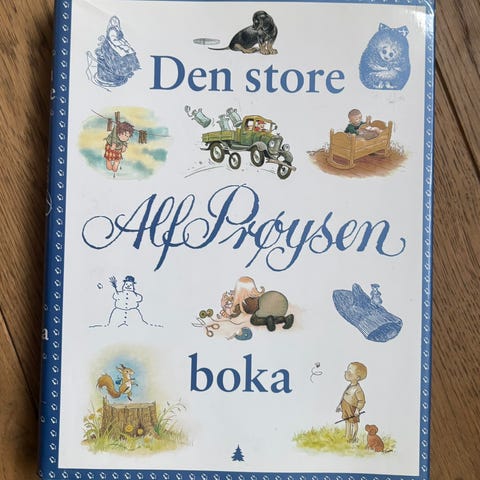 Den store
Alf Prøysen
boka